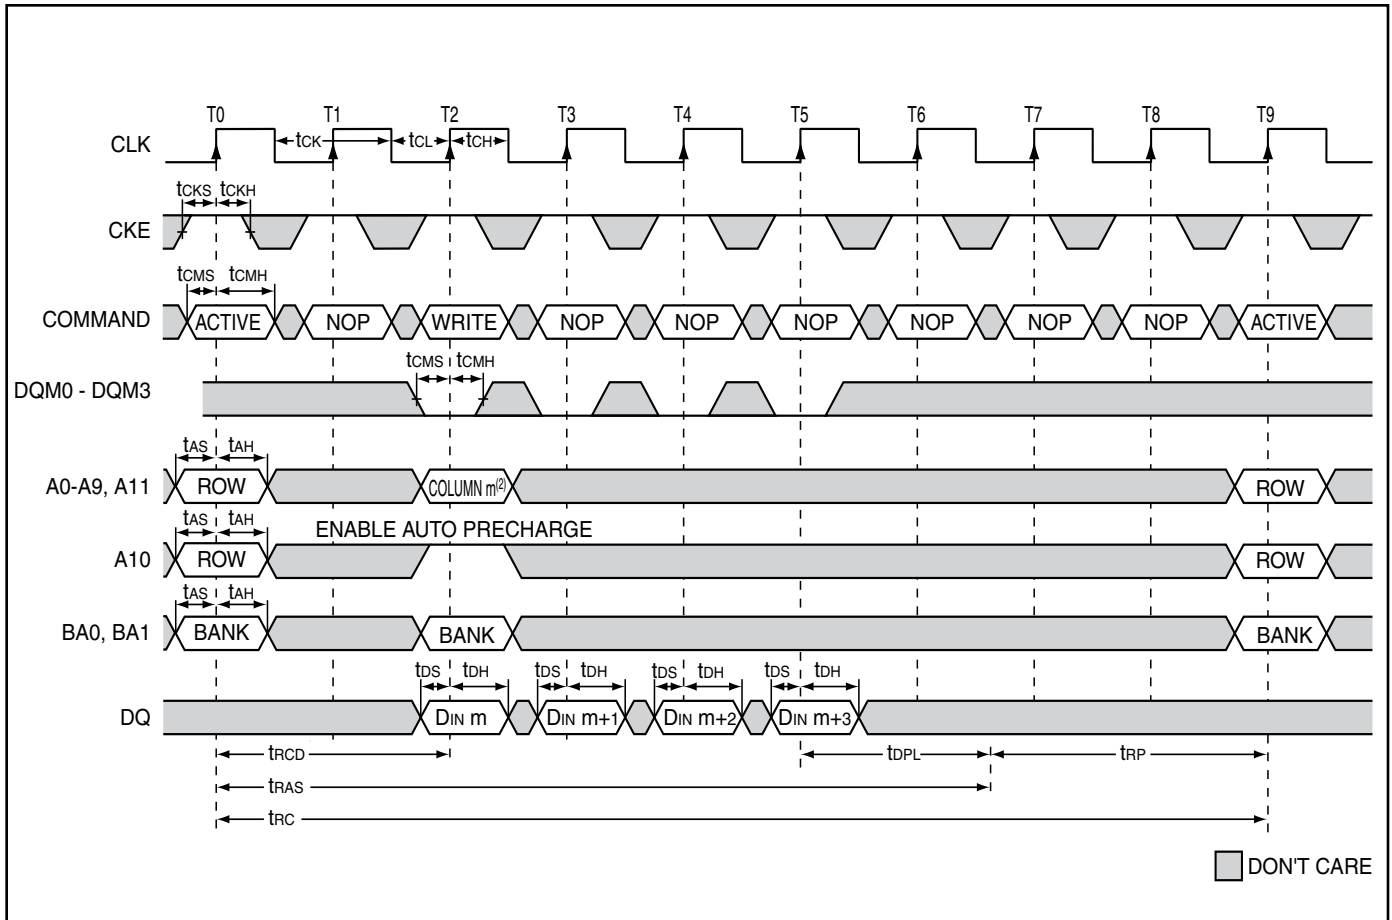 T0 T1 T2 T3 T4 T5 T6 T7 T8 T9
CLK tCK tCL tCH
tCKS tCKH
CKE
tCMS tCMH
COMMAND ACTIVE NOP WRITE NOP NOP NOP NOP NOP NOP ACTIVE
tCMS tCMH
DQM0 - DQM3
tAS tAH
A0-A9, A11 ROW COLUMN m(2) ROW
tAS tAH ENABLE AUTO PRECHARGE
A10 ROW ROW
tAS tAH
BA0, BA1 BANK BANK BANK
tDS tDH tDS tDH tDS tDH tDS tDH
DQ DIN m DIN m+1 DIN m+2 DIN m+3
tRCD tDPL tRP
tRAS
tRC
DON'T CARE